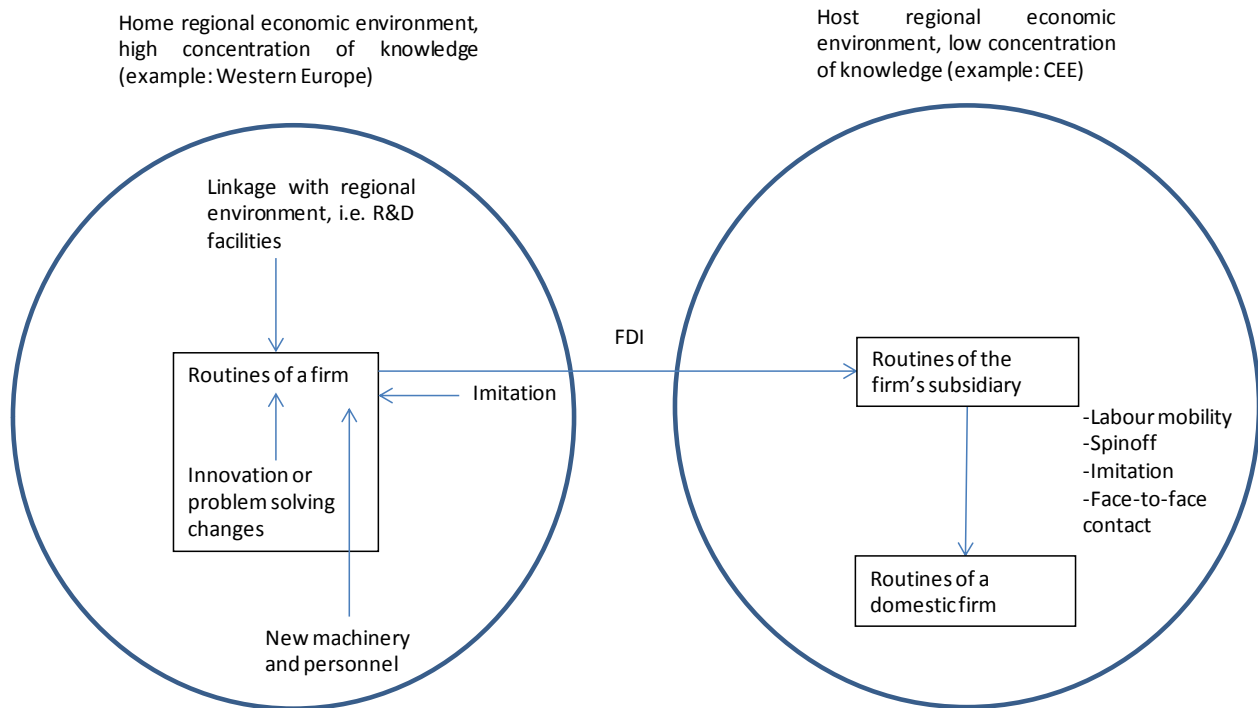 Home regional economic environment,
high concentration of knowledge
(example: Western Europe)
Host regional economic
environment, low concentration
of knowledge (example: CEE)
Linkage with regional
environment, i.e. R&D
facilities
Routines of a firm
Imitation
Innovation or
problem solving
changes
New machinery
and personnel
FDI
Routines of the
firm's subsidiary
-Labour mobility
-Spinoff
-Imitation
-Face-to-face
contact
Routines of a
domestic firm